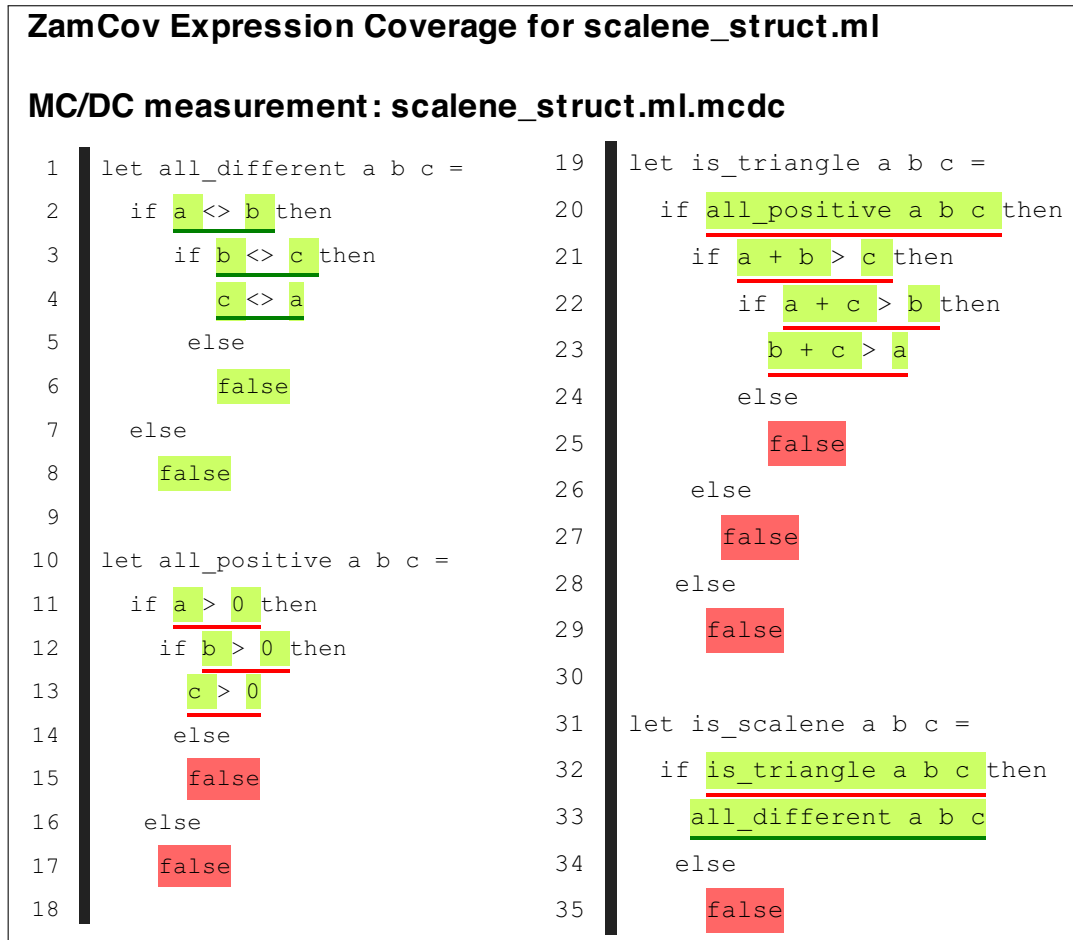 ZamCov Expression Coverage for scalene_struct.ml
MC/DC measurement: scalene_struct.ml.mcdc
1 let all_different a b c =
2 if a <> b then
3 if b <> c then
4 c <> a
5 else
6 false
7 else
8 false
9
10 let all_positive a b c =
11 if a > 0 then
12 if b > 0 then
13 c > 0
14 else
15 false
16 else
17 false
18
19 let is_triangle a b c =
20 if all_positive a b c then
21 if a + b > c then
22 if a + c > b then
23 b + c > a
24 else
25 false
26 else
27 false
28 else
29 false
30
31 let is_scalene a b c =
32 if is_triangle a b c then
33 all_different a b c
34 else
35 false